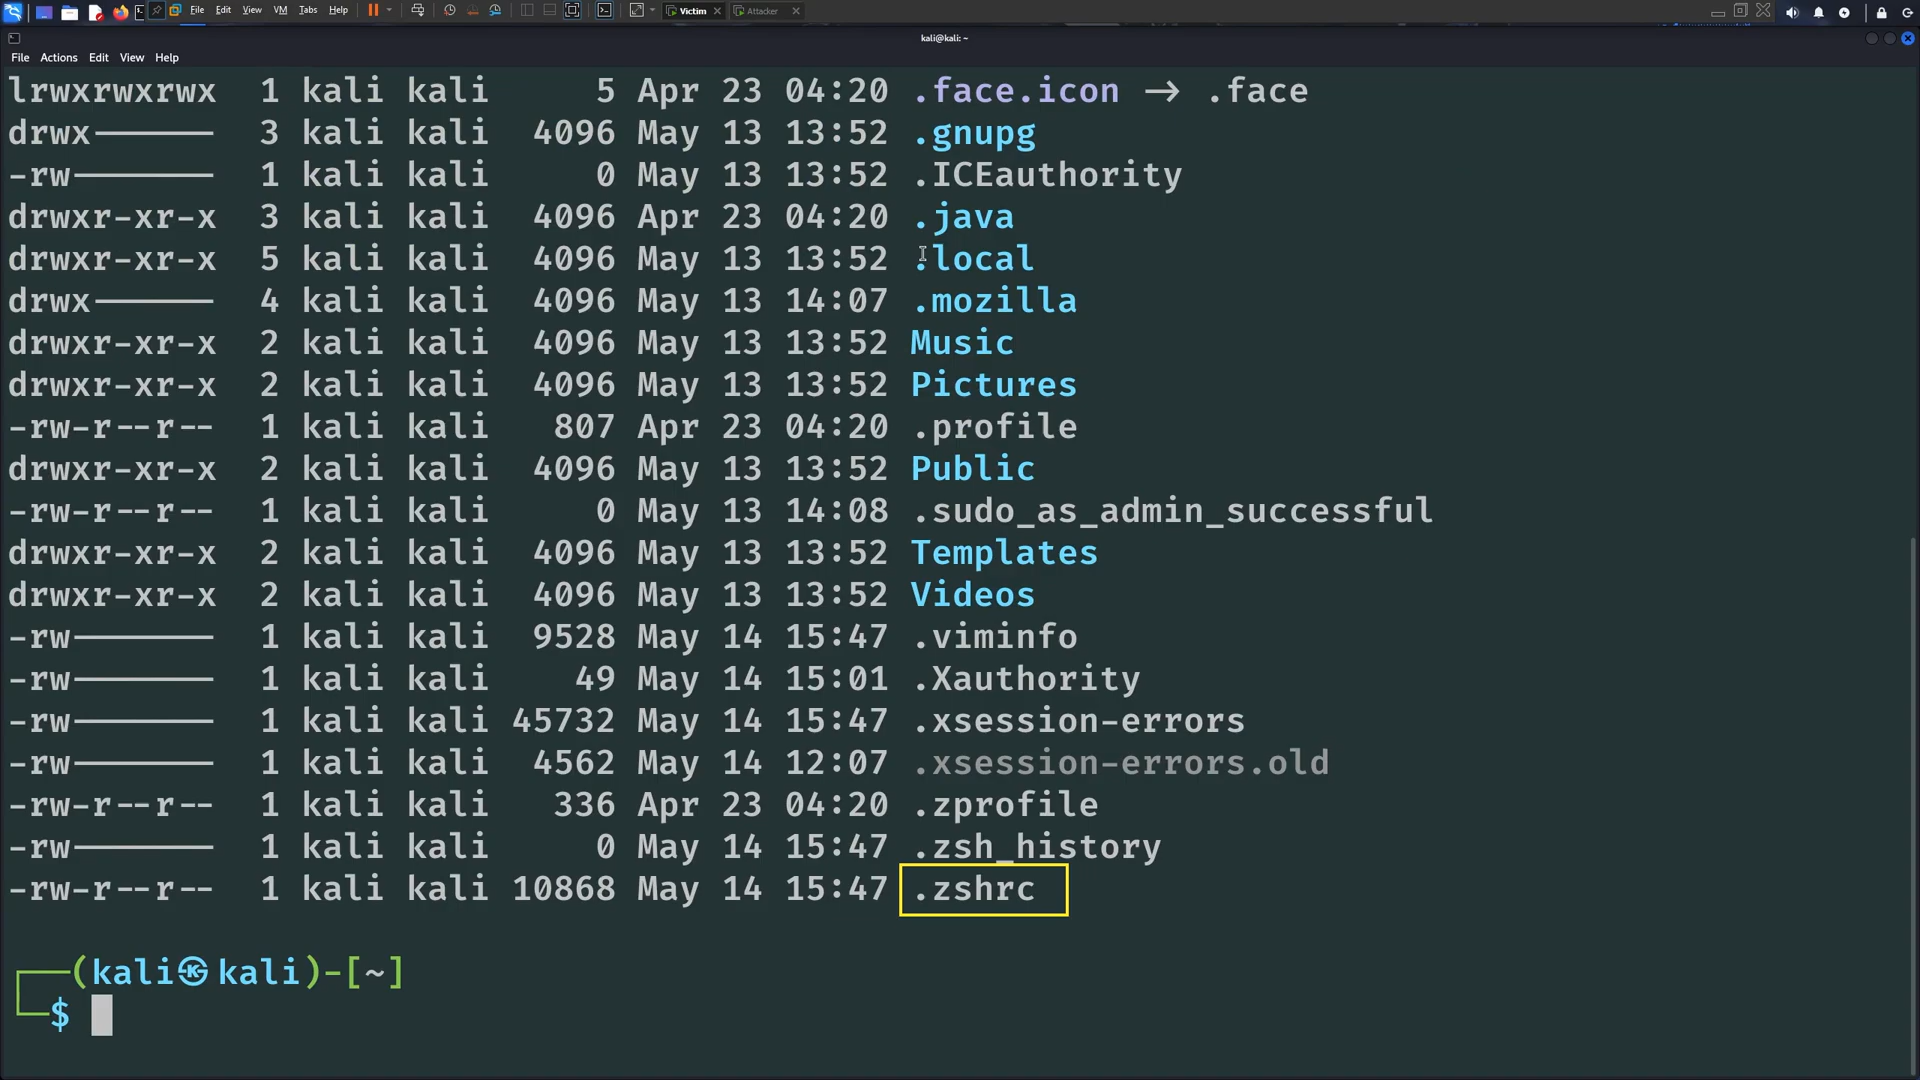 File Edit View VM Tabs Help Victim Attacker
kali@kali: ~
File Actions Edit View Help
lrwxrwxrwx 1 kali kali 5 Apr 23 04:20 .face.icon → .face
drwx------ 3 kali kali 4096 May 13 13:52 .gnupg
-rw------- 1 kali kali 0 May 13 13:52 .ICEauthority
drwxr-xr-x 3 kali kali 4096 Apr 23 04:20 .java
drwxr-xr-x 5 kali kali 4096 May 13 13:52 .local
drwx------ 4 kali kali 4096 May 13 14:07 .mozilla
drwxr-xr-x 2 kali kali 4096 May 13 13:52 Music
drwxr-xr-x 2 kali kali 4096 May 13 13:52 Pictures
-rw-r--r-- 1 kali kali 807 Apr 23 04:20 .profile
drwxr-xr-x 2 kali kali 4096 May 13 13:52 Public
-rw-r--r-- 1 kali kali 0 May 13 14:08 .sudo_as_admin_successful
drwxr-xr-x 2 kali kali 4096 May 13 13:52 Templates
drwxr-xr-x 2 kali kali 4096 May 13 13:52 Videos
-rw------- 1 kali kali 9528 May 14 15:47 .viminfo
-rw------- 1 kali kali 49 May 14 15:01 .Xauthority
-rw------- 1 kali kali 45732 May 14 15:47 .xsession-errors
-rw------- 1 kali kali 4562 May 14 12:07 .xsession-errors.old
-rw-r--r-- 1 kali kali 336 Apr 23 04:20 .zprofile
-rw------- 1 kali kali 0 May 14 15:47 .zsh_history
-rw-r--r-- 1 kali kali 10868 May 14 15:47 .zshrc
┌──(kali㉿kali)-[~]
└─$